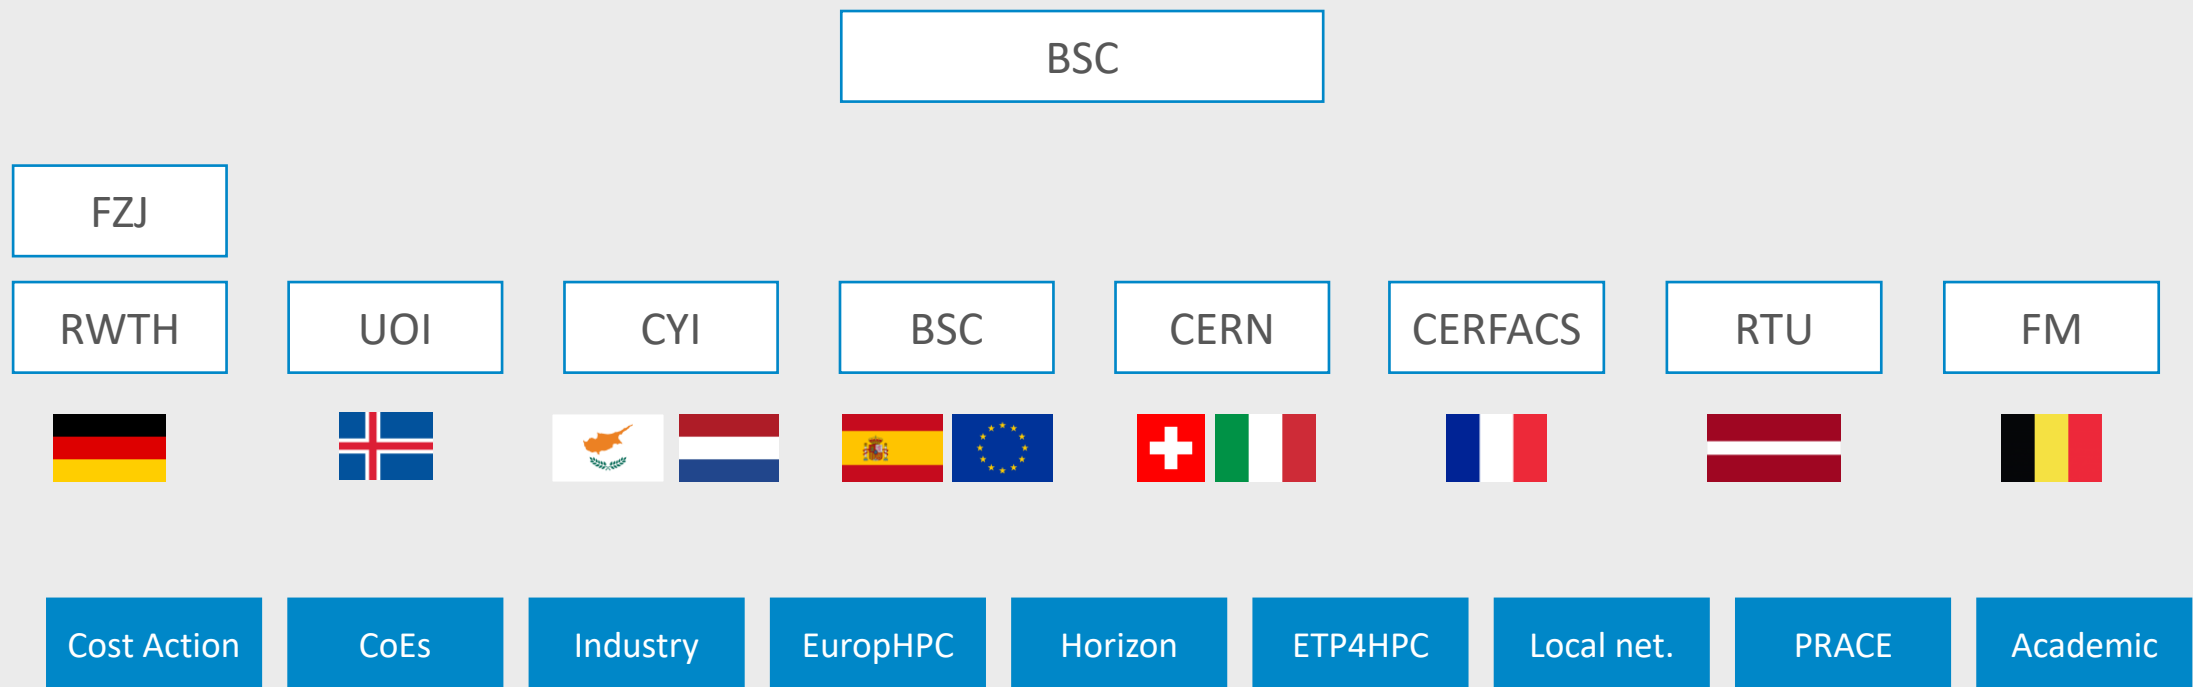 BSC
FZJ
RWTH
UOI
CYI
BSC
CERN
CERFACS
RTU
FM
Cost Action
CoEs
Industry
EuropHPC
Horizon
ETP4HPC
Local net.
PRACE
Academic